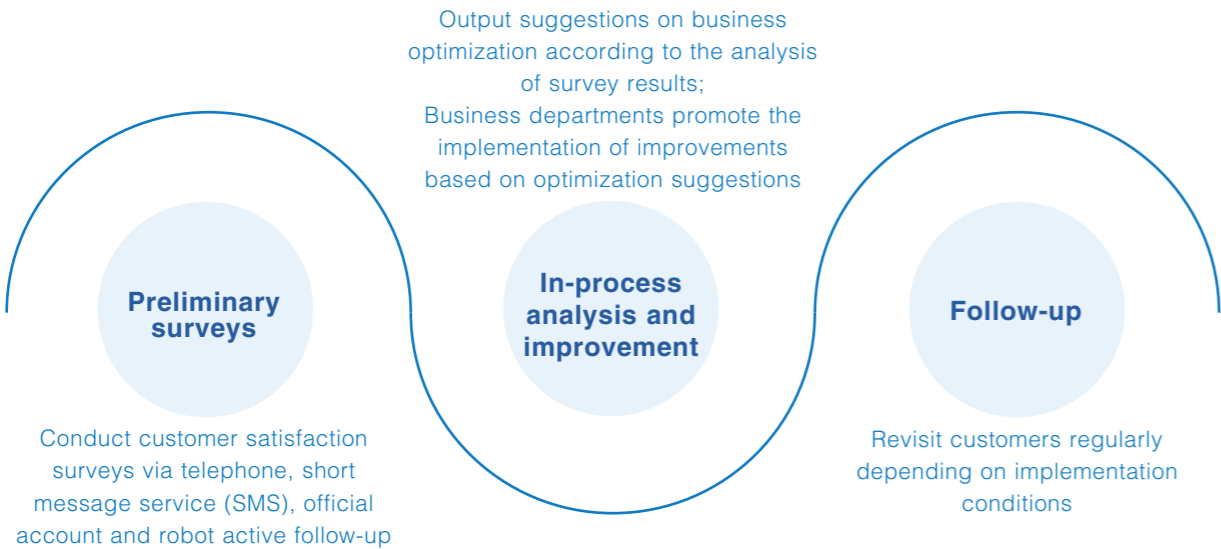 Preliminary
surveys
Conduct customer satisfaction
surveys via telephone, short
message service (SMS), official
account and robot active follow-up
Output suggestions on business
optimization according to the analysis
of survey results;
Business departments promote the
implementation of improvements
based on optimization suggestions
In-process
analysis and
improvement
Follow-up
Revisit customers regularly
depending on implementation
conditions